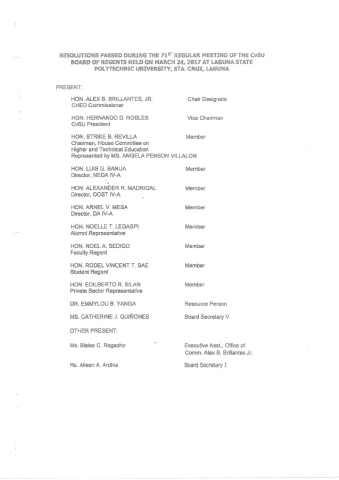 RESOLUTIONS PASSED DURING THE 71ST REGULAR MEETING OF THE CvSU
BOARD OF REGENTS HELD ON MARCH 24, 2017 AT LAGUNA STATE
POLYTECHNIC UNIVERSITY, STA. CRUZ, LAGUNA
PRESENT:
HON. ALEX B. BRILLANTES, JR. Chair Designate
CHED Commissioner
HON. HERNANDO D. ROBLES Vice Chairman
CvSU President
HON. STRIKE B. REVILLA Member
Chairman, House Committee on
Higher and Technical Education
Represented by MS. ANGELA PENSON VILLALON
HON. LUIS G. BANUA Member
Director, NEDA IV-A
HON. ALEXANDER R. MADRIGAL Member
Director, DOST IV-A
HON. ARNEL V. MESA Member
Director, DA IV-A
HON. NOELLE T. LEGASPI Member
Alumni Representative
HON. NOEL A. SEDIGO Member
Faculty Regent
HON. RODEL VINCENT T. BAE Member
Student Regent
HON. EDILBERTO R. SILAN Member
Private Sector Representative
DR. EMMYLOU B. YANGA Resource Person
MS. CATHERINE J. QUIÑONES Board Secretary V
OTHER PRESENT:
Ms. Blaise C. Regacho Executive Asst., Office of
Comm. Alex B. Brillantes Jr.
Ms. Aileen A. Ardina Board Secretary I